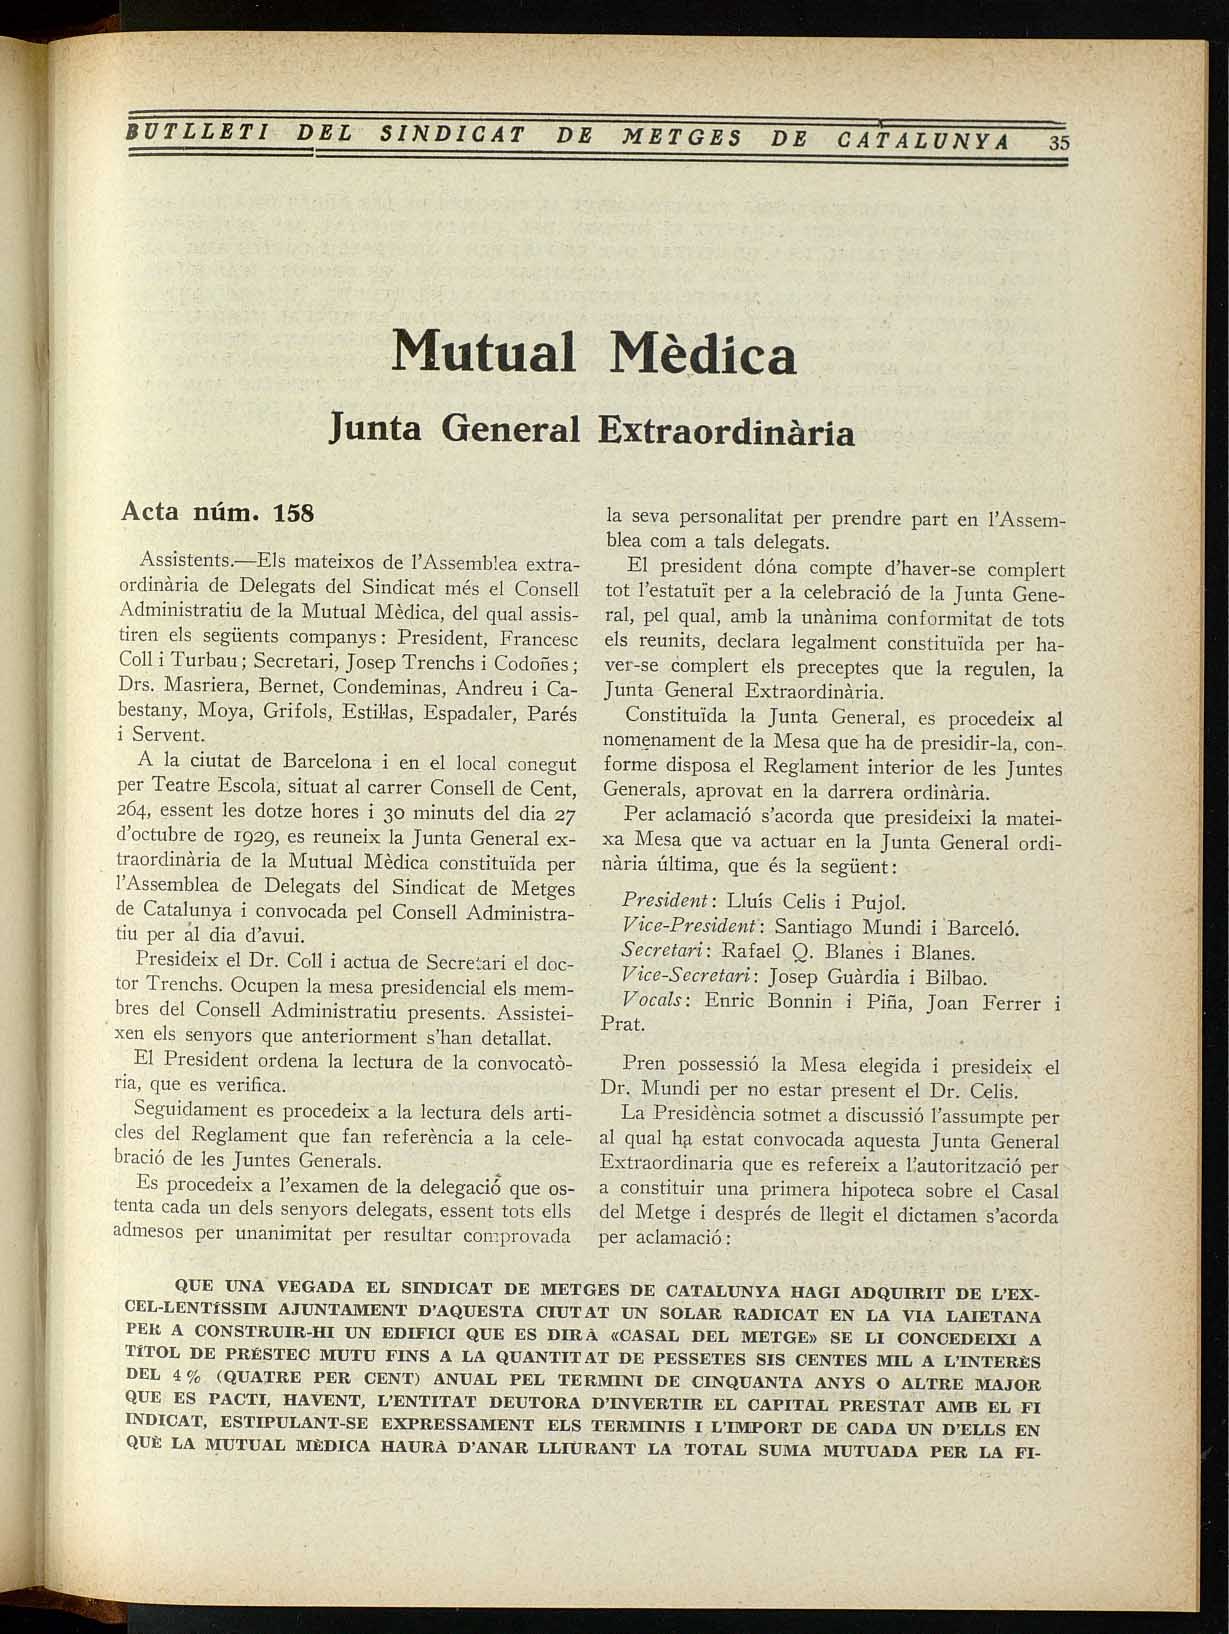 BUTLLETI DEL SINDICAT DE METGES DE CATALUNYA 35
Mutual Mèdica
Junta General Extraordinària
Acta núm. 158
Assistents.—Els mateixos de l'Assemblea extra-
ordinària de Delegats del Sindicat més el Consell
Administratiu de la Mutual Mèdica, del qual assis-
tiren els següents companys: President, Francesc
Coll i Turbau; Secretari, Josep Trenchs i Codoñes;
Drs. Masriera, Bernet, Condeminas, Andreu i Ca-
bestany, Moya, Grifols, Estil·las, Espadaler, Parés
i Servent.
A la ciutat de Barcelona i en el local conegut
per Teatre Escola, situat al carrer Consell de Cent,
264, essent les dotze hores i 30 minuts del dia 27
d'octubre de 1929, es reuneix la Junta General ex-
traordinària de la Mutual Mèdica constituïda per
l'Assemblea de Delegats del Sindicat de Metges
de Catalunya i convocada pel Consell Administra-
tiu per al dia d'avui.
Presideix el Dr. Coll i actua de Secretari el doc-
tor Trenchs. Ocupen la mesa presidencial els mem-
bres del Consell Administratiu presents. Assistei-
xen els senyors que anteriorment s'han detallat.
El President ordena la lectura de la convocatò-
ria, que es verifica.
Seguidament es procedeix a la lectura dels arti-
cles del Reglament que fan referència a la cele-
bració de les Juntes Generals.
Es procedeix a l'examen de la delegació que os-
tenta cada un dels senyors delegats, essent tots ells
admesos per unanimitat per resultar comprovada
la seva personalitat per prendre part en l'Assem-
blea com a tals delegats.
El president dóna compte d'haver-se complert
tot l'estatuït per a la celebració de la Junta Gene-
ral, pel qual, amb la unànima conformitat de tots
els reunits, declara legalment constituïda per ha-
ver-se complert els preceptes que la regulen, la
Junta General Extraordinària.
Constituïda la Junta General, es procedeix al
nomenament de la Mesa que ha de presidir-la, con-
forme disposa el Reglament interior de les Juntes
Generals, aprovat en la darrera ordinària.
Per aclamació s'acorda que presideixi la matei-
xa Mesa que va actuar en la Junta General ordi-
nària última, que és la següent:
President: Lluís Celis i Pujol.
Vice-President: Santiago Mundi i Barceló.
Secretari: Rafael Q. Blanes i Blanes.
Vice-Secretari: Josep Guàrdia i Bilbao.
Vocals: Enric Bonnin i Piña, Joan Ferrer i
Prat.
Pren possessió la Mesa elegida i presideix el
Dr. Mundi per no estar present el Dr. Celis.
La Presidència sotmet a discussió l'assumpte per
al qual ha estat convocada aquesta Junta General
Extraordinaria que es refereix a l'autorització per
a constituir una primera hipoteca sobre el Casal
del Metge i després de llegit el dictamen s'acorda
per aclamació:
QUE UNA VEGADA EL SINDICAT DE METGES DE CATALUNYA HAGI ADQUIRIT DE L'EX-
CEL-LENTÍSSIM AJUNTAMENT D'AQUESTA CIUTAT UN SOLAR RADICAT EN LA VIA LAIETANA
PER A CONSTRUIR-HI UN EDIFICI QUE ES DIRÀ «CASAL DEL METGE» SE LI CONCEDEIXI A
TÍTOL DE PRÉSTEC MUTU FINS A LA QUANTITAT DE PESSETES SIS CENTES MIL A L'INTERÈS
DEL 4 % (QUATRE PER CENT) ANUAL PEL TERMINI DE CINQUANTA ANYS O ALTRE MAJOR
QUE ES PACTI, HAVENT, L'ENTITAT DEUTORA D'INVERTIR EL CAPITAL PRESTAT AMB EL FI
INDICAT, ESTIPULANT-SE EXPRESSAMENT ELS TERMINIS I L'IMPORT DE CADA UN D'ELLS EN
QUÈ LA MUTUAL MÈDICA HAURÀ D'ANAR LLIURANT LA TOTAL SUMA MUTUADA PER LA FI-